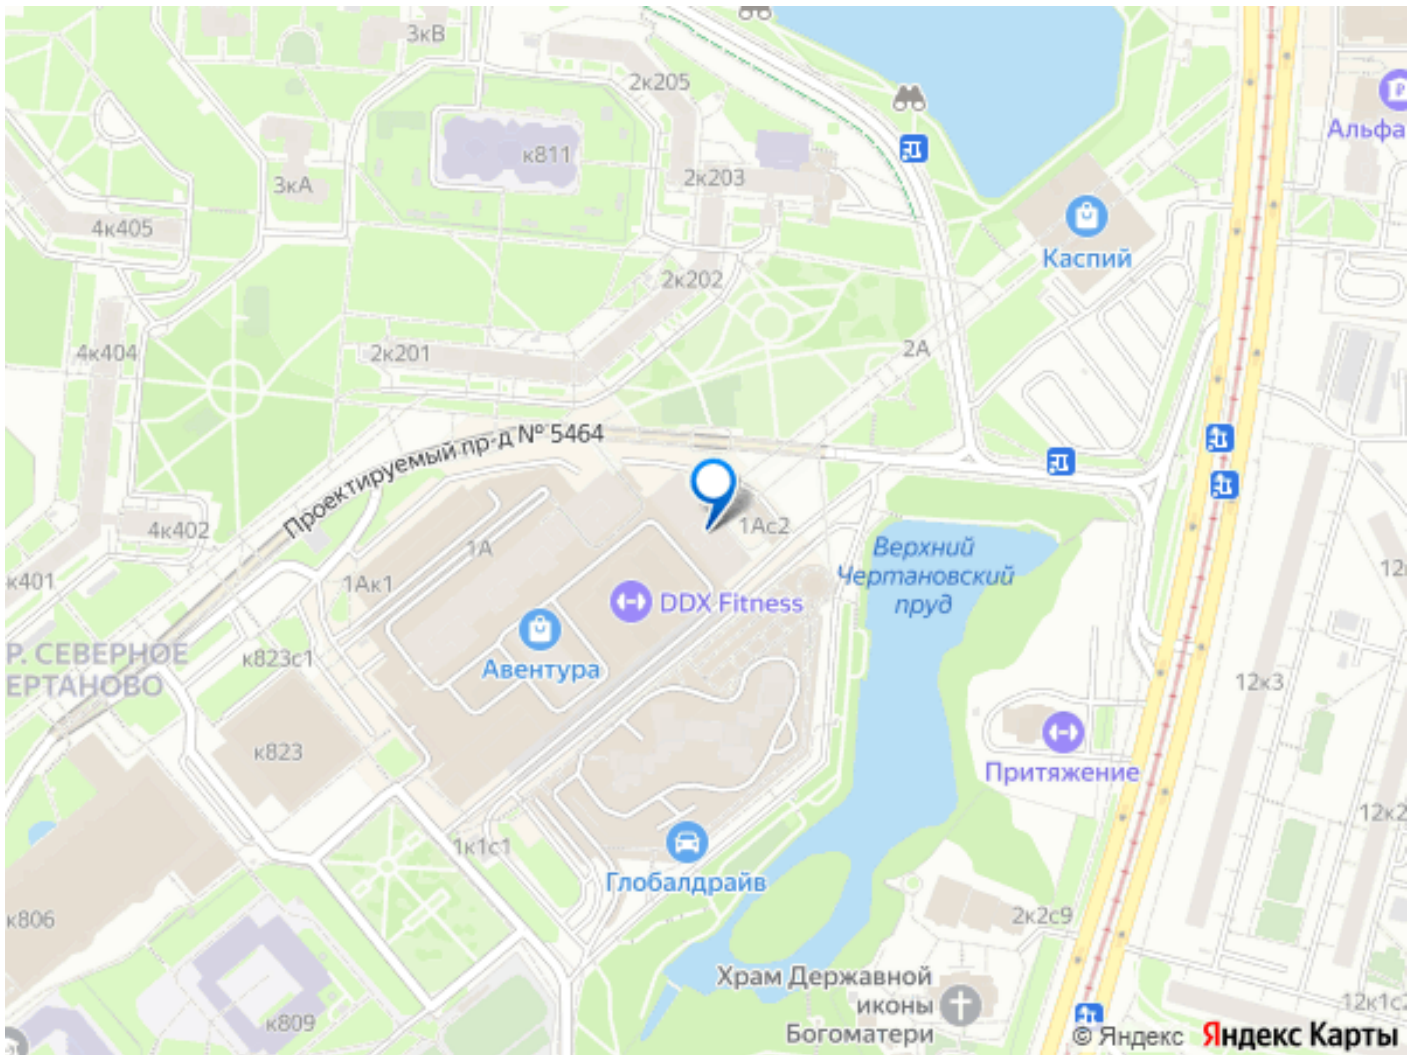 3кВ
2к205
Альфа
к811
2к203
3кА
4к405
Каспий
2к202
2А
4к404
2к201
Проектируемый пр-д № 5464
4к402
1Ас2
1А
Верхний
Чертановский
пруд
к401
1Ак1
12
DDX Fitness
Р. СЕВЕРНОЕ
ЕРТАНОВО
к823с1
Авентура
12к3
к823
Притяжение
12к2
1к1с1
Глобалдрайв
к806
2к2с9
Храм Державной
иконы
Богоматери
12к1с2
к809
© Яндекс Яндекс Карты